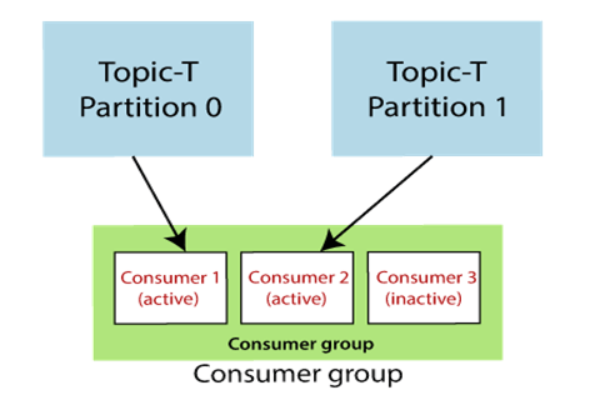 Topic-T
Partition 0
Topic-T
Partition 1
Consumer 1
(active)
Consumer 2
(active)
Consumer 3
(inactive)
Consumer group
Consumer group